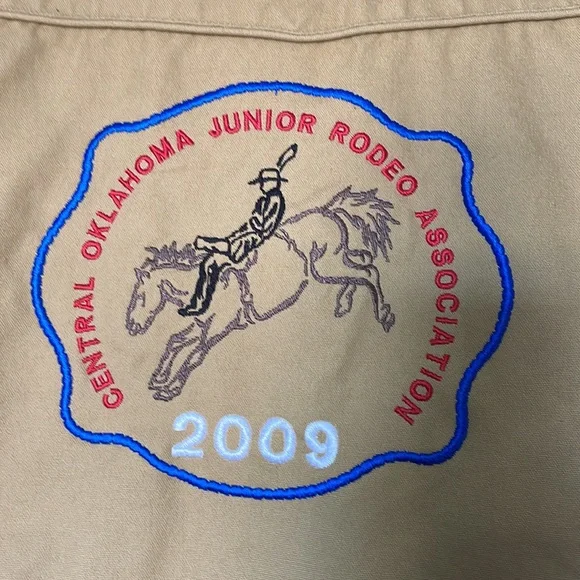 CENTRAL OKLAHOMA JUNIOR RODEO ASSOCIATION
2009